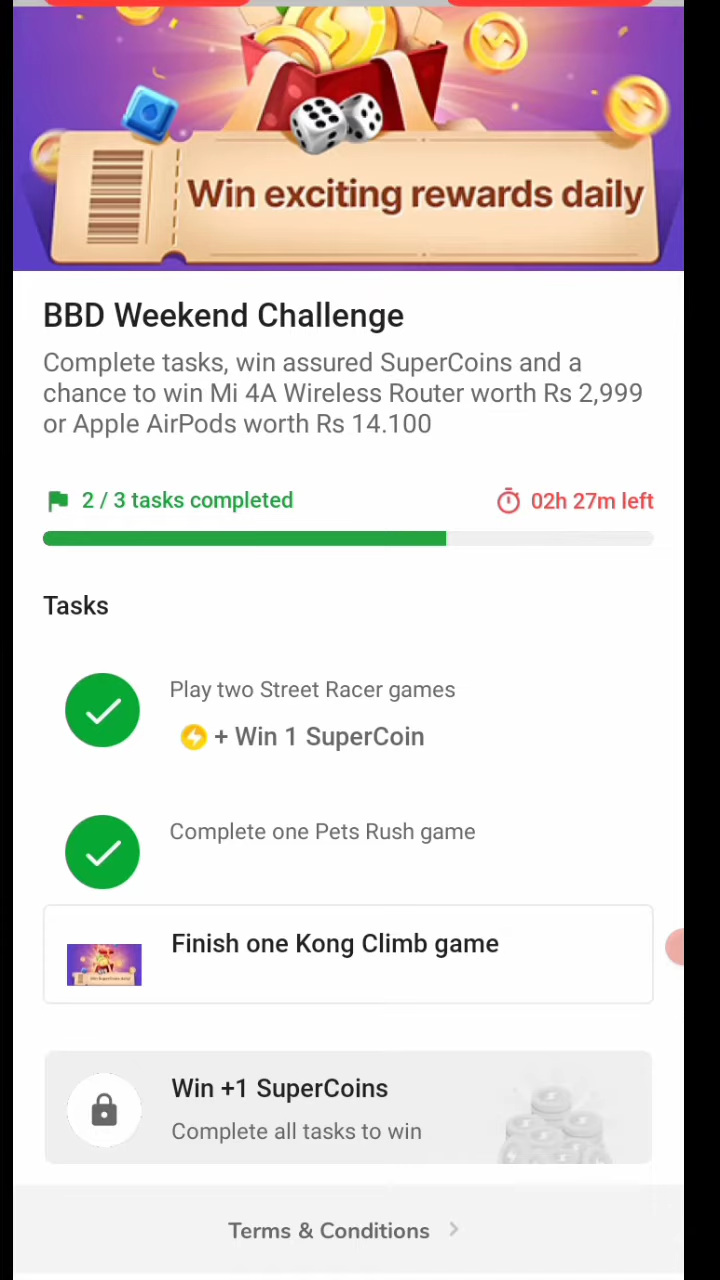 Win exciting rewards daily
BBD Weekend Challenge
Complete tasks, win assured SuperCoins and a
chance to win Mi 4A Wireless Router worth Rs 2,999
or Apple AirPods worth Rs 14.100
2 / 3 tasks completed
02h 27m left
Tasks
Play two Street Racer games
+ Win 1 SuperCoin
Complete one Pets Rush game
Finish one Kong Climb game
Win +1 SuperCoins
Complete all tasks to win
Terms & Conditions